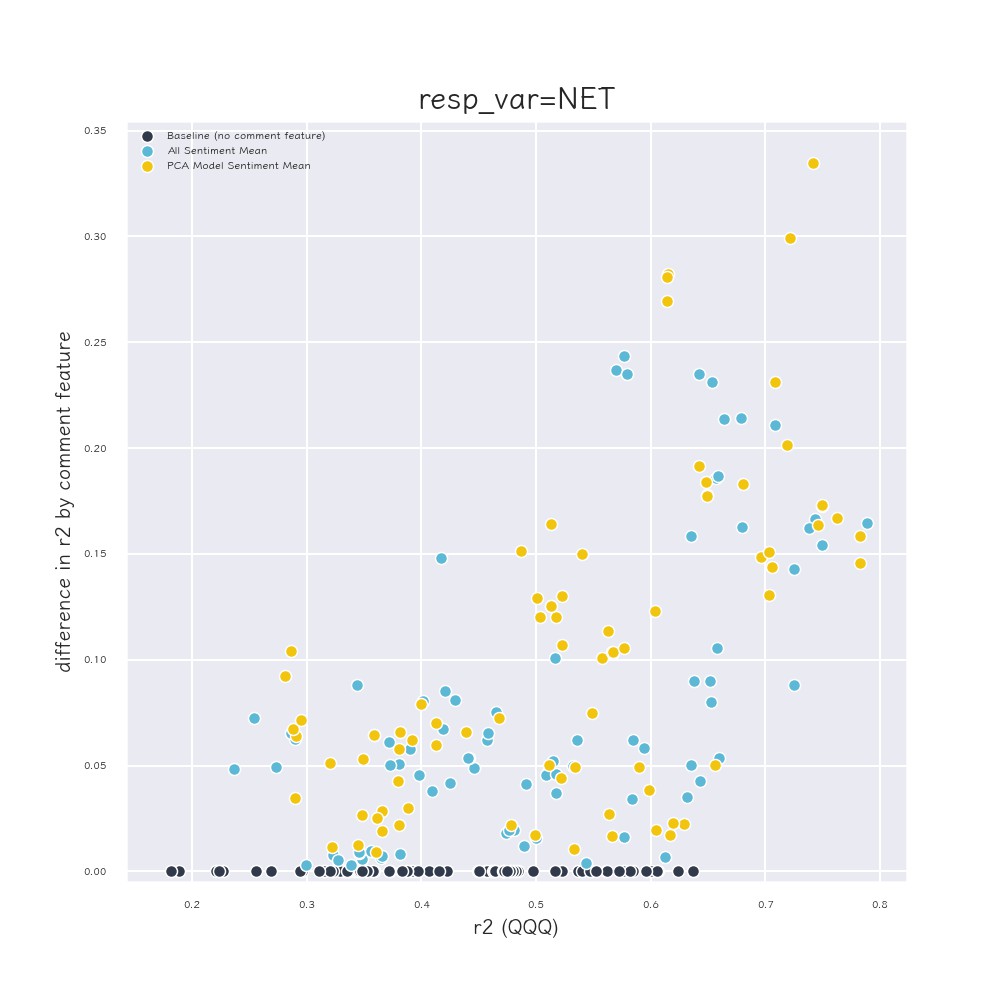 resp_var=NET
Baseline (no comment feature)
All Sentiment Mean
PCA Model Sentiment Mean
difference in r2 by comment feature
0.35
0.30
0.25
0.20
0.15
0.10
0.05
0.00
0.2 0.3 0.4 0.5 0.6 0.7 0.8
r2 (QQQ)